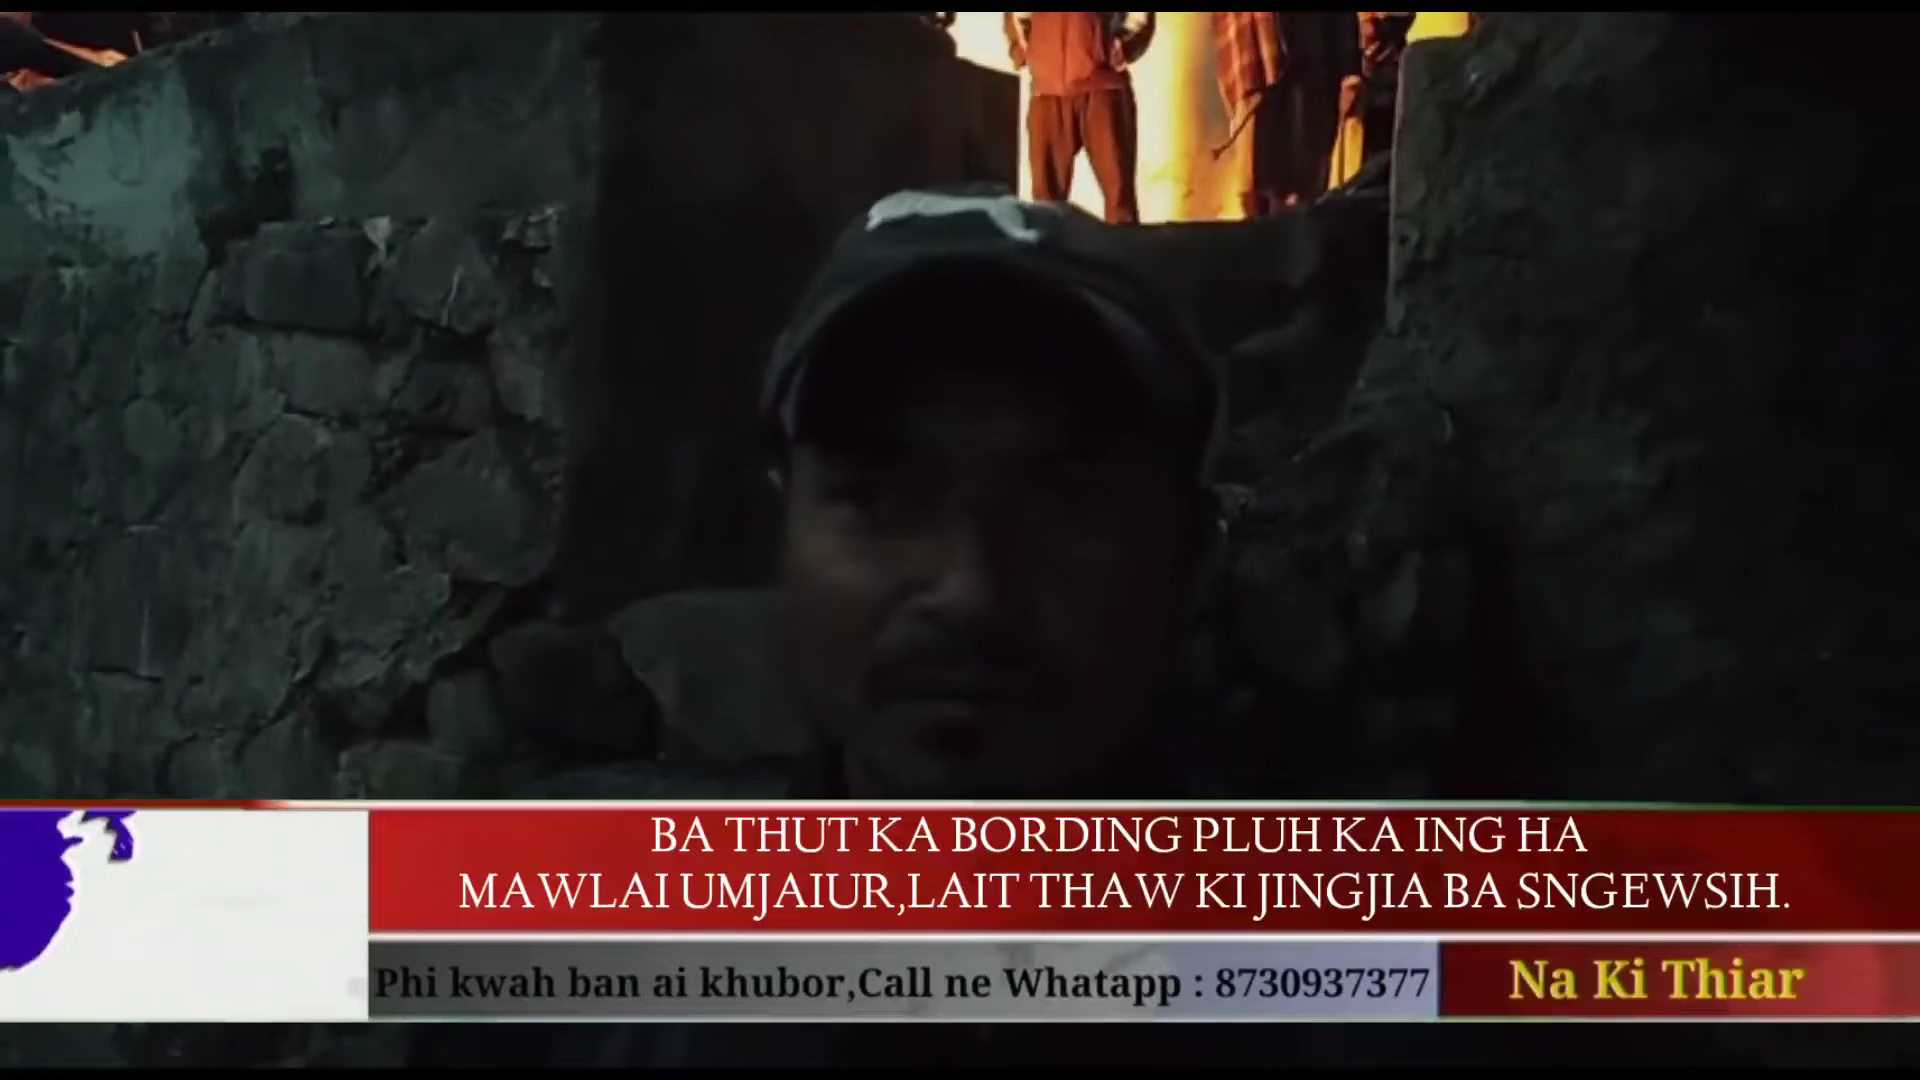 BA THUT KA BORDING PLUH KA ING HA
MAWLAI UMJAIUR,LAIT THAW KI JINGJIA BA SNGEWSIH.
Phi kwah ban ai khubor,Call ne Whatapp : 8730937377
Na Ki Thiar